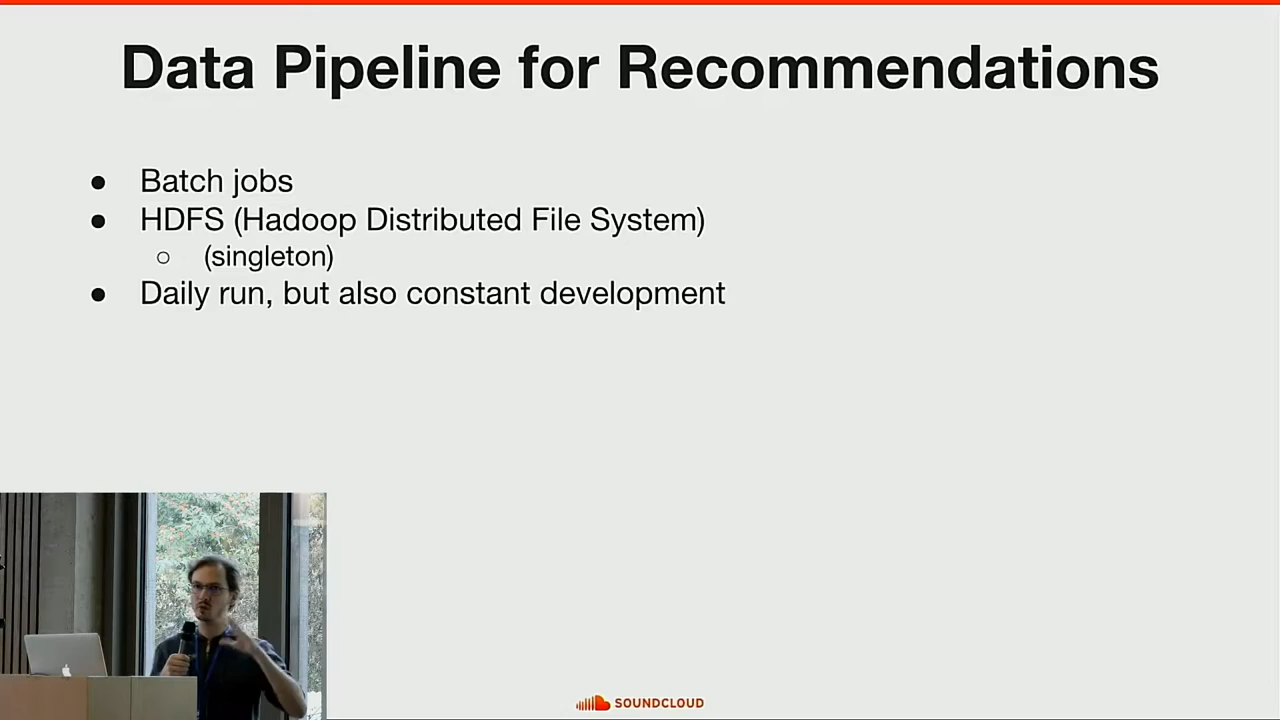 Data Pipeline for Recommendations
● Batch jobs
● HDFS (Hadoop Distributed File System)
○ (singleton)
● Daily run, but also constant development
SOUNDCLOUD